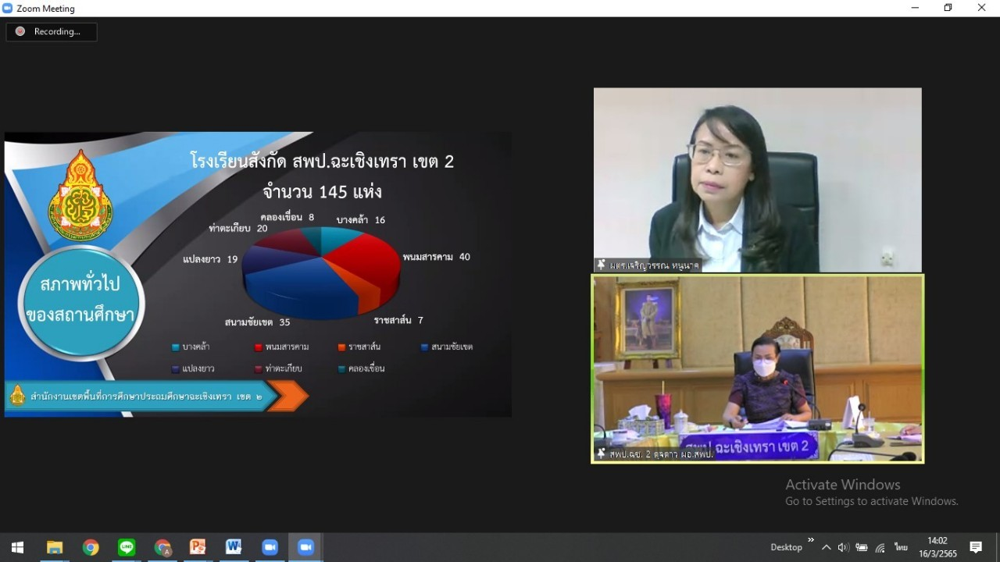 Zoom Meeting
Recording...
โรงเรียนสังกัด สพป.ฉะเชิงเทรา เขต 2
จำนวน 145 แห่ง
คลองเขื่อน 8
บางคล้า 16
ท่าตะเกียบ 20
แปลงยาว 19
พนมสารคาม 40
สนามชัยเขต 35
ราชสาส์น 7
สภาพทั่วไป
ของสถานศึกษา
บางคล้า พนมสารคาม ราชสาส์น สนามชัยเขต
แปลงยาว ท่าตะเกียบ คลองเขื่อน
สำนักงานเขตพื้นที่การศึกษาประถมศึกษาฉะเชิงเทรา เขต ๒
ผตร.เจริญวรรณ หนูนาค
สพป.ฉะเชิงเทรา เขต 2
สพป.ฉช. 2 ดุจดาว ผอ.สพป.
Activate Windows
Go to Settings to activate Windows.
Desktop
ไทย
14:02
16/3/2565